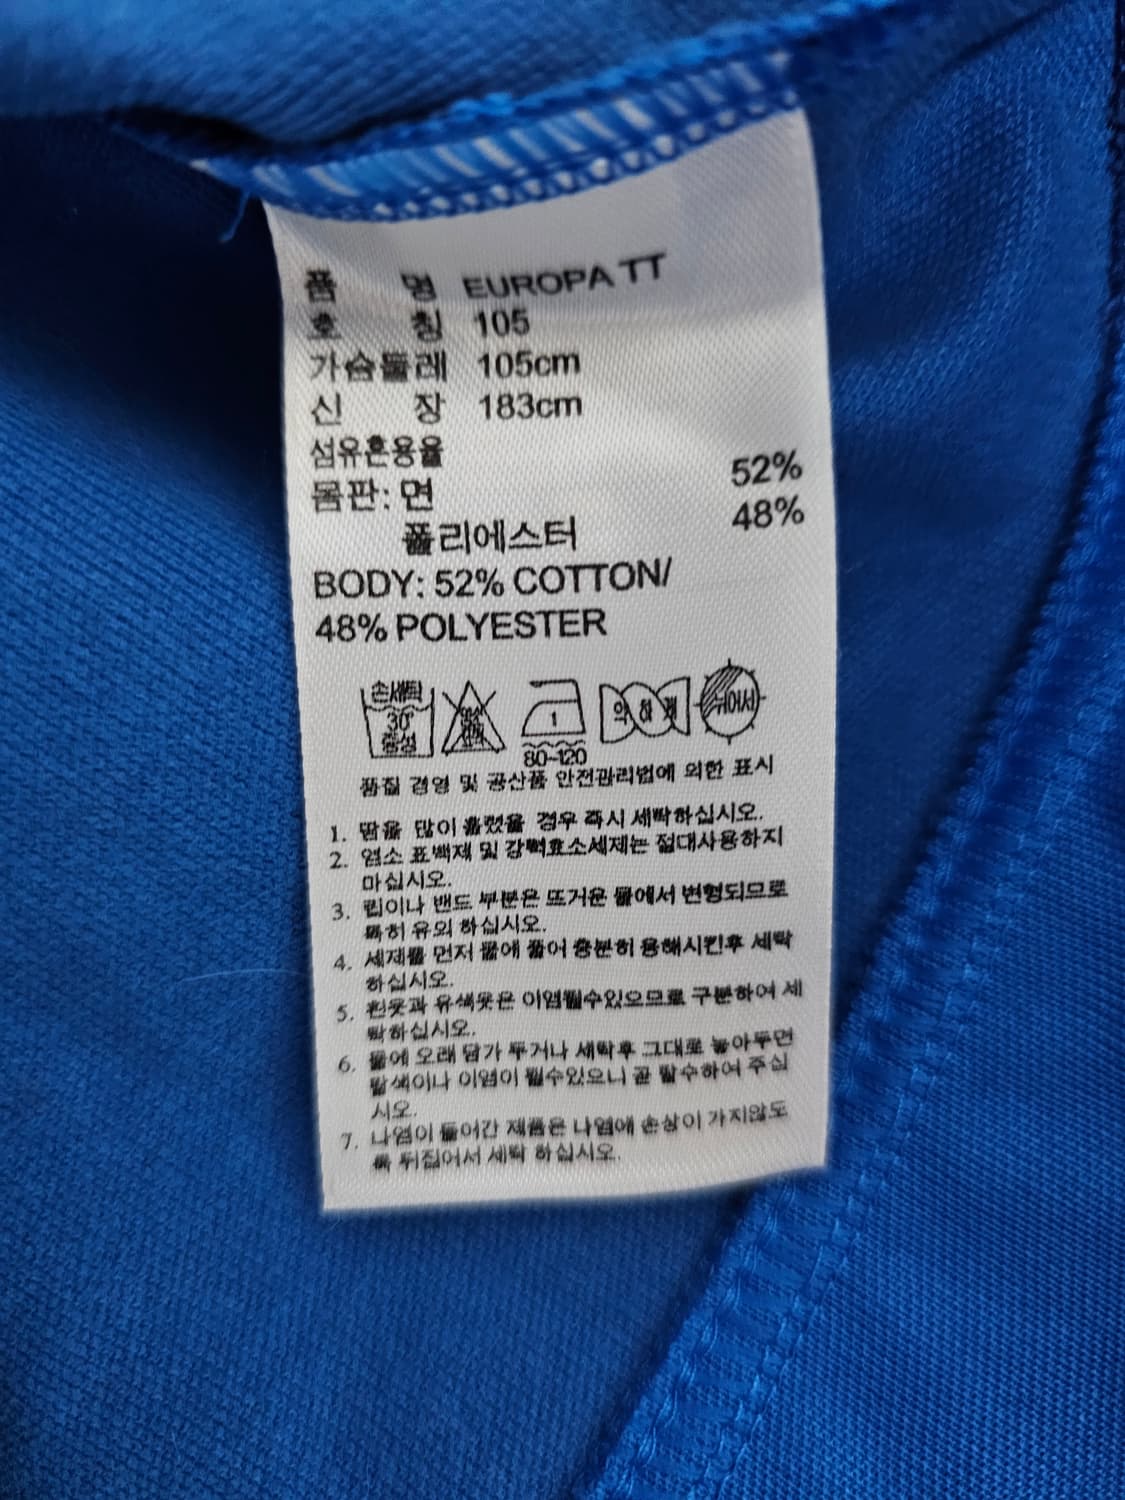 품 명 EUROPA TT
호 칭 105
가슴둘레 105cm
신 장 183cm
섬유혼용율
몸판: 면 52%
폴리에스터 48%
BODY: 52% COTTON/
48% POLYESTER
손세탁
30°
중성
1
80~120
약하게
뉘어서
품질 경영 및 공산품 안전관리법에 의한 표시
1. 땀을 많이 흘렸을 경우 즉시 세탁하십시오.
2. 염소 표백제 및 강력효소세제는 절대사용하지
마십시오.
3. 립이나 밴드 부분은 뜨거운 물에서 변형되므로
특히 유의 하십시오.
4. 세제를 먼저 물에 풀어 충분히 용해시킨후 세탁
하십시오.
5. 흰옷과 유색옷은 이염될수있으므로 구분하여 세
탁하십시오.
6. 물에 오래 담가 두거나 세탁후 그대로 놓아두면
탈색이나 이염이 될수있으니 곧 탈수하여 주십
시오.
7. 나염이 들어간 제품은 나염에 손상이 가지않도
록 뒤집어서 세탁 하십시오.